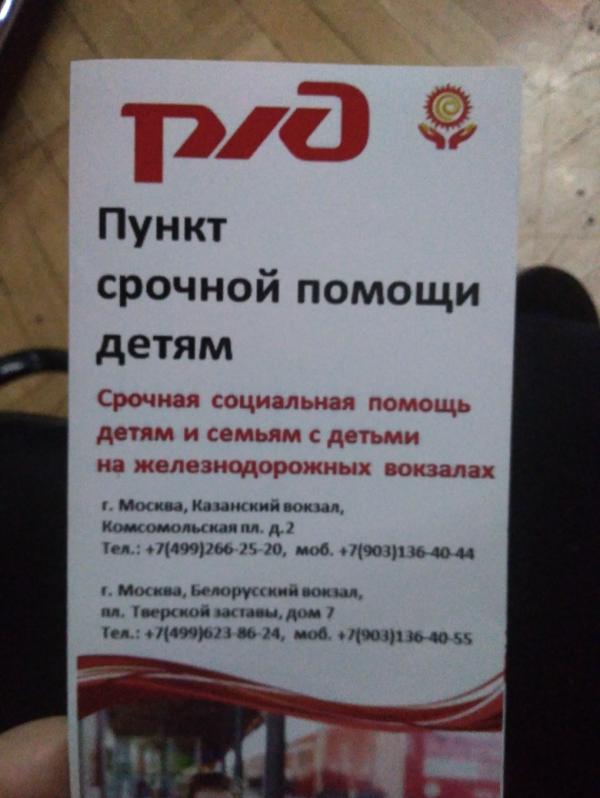 РЖД
Пункт
срочной помощи
детям
Срочная социальная помощь
детям и семьям с детьми
на железнодорожных вокзалах
г. Москва, Казанский вокзал,
Комсомольская пл. д.2
Тел.: +7(499)266-25-20, моб. +7(903)136-40-44
г. Москва, Белорусский вокзал,
пл. Тверской заставы, дом 7
Тел.: +7(499)623-86-24, моб. +7(903)136-40-55